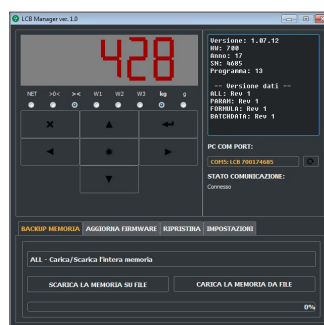 LCB Manager ver. 1.0
428
NET >0< >< W1 W2 W3 kg g
Versione: 1.07.12
HW: 700
Anno: 17
SN: 4685
Programma: 13
-- Versione dati --
ALL: Rev 1
PARAM: Rev 1
FORMULA: Rev 1
BATCHDATA: Rev 1
PC COM PORT:
COM5: LCB 700174685
STATO COMUNICAZIONE:
Connesso
BACKUP MEMORIA AGGIORNA FIRMWARE RIPRISTINA IMPOSTAZIONI
ALL - Carica/Scarica l'intera memoria
SCARICA LA MEMORIA SU FILE CARICA LA MEMORIA DA FILE
0%